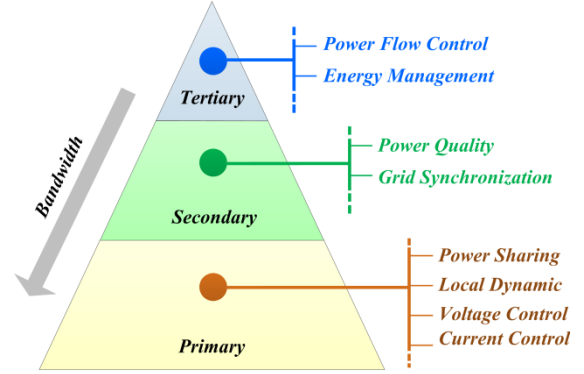 Power Flow Control
Energy Management
Tertiary
Bandwidth
Power Quality
Grid Synchronization
Secondary
Power Sharing
Local Dynamic
Voltage Control
Current Control
Primary